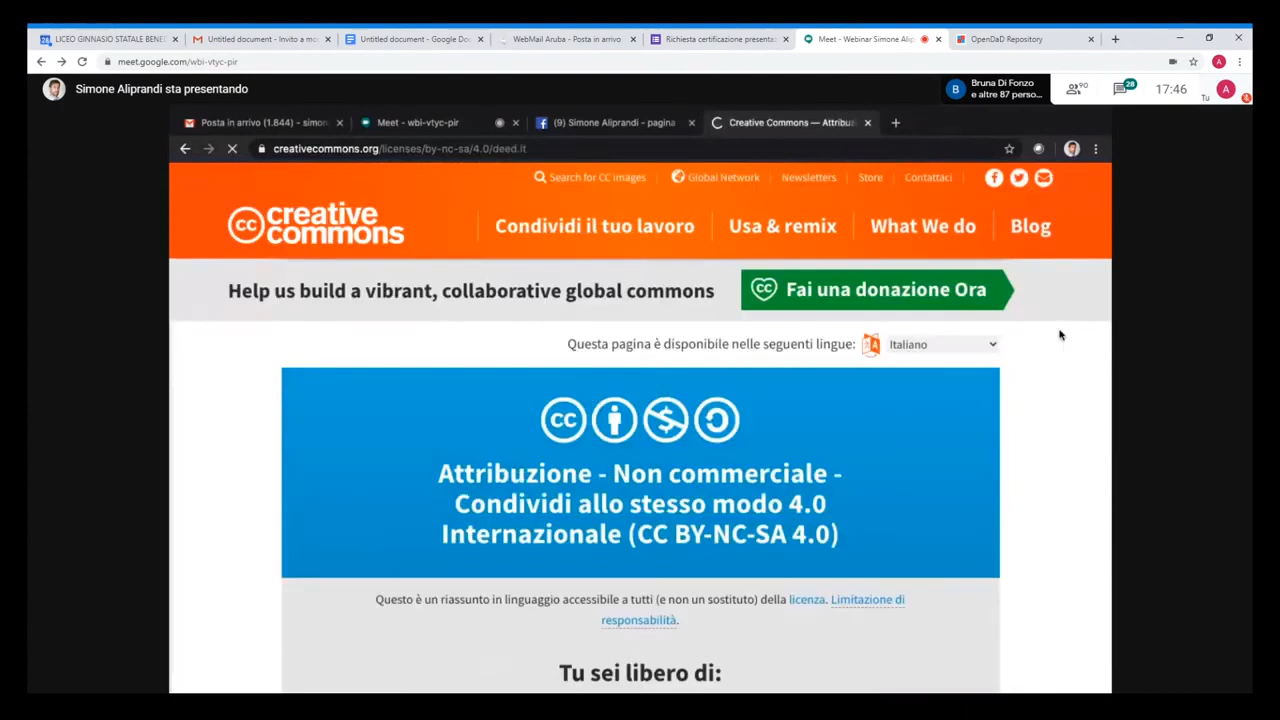 LICEO GINNASIO STATALE BENE
Untitled document - Invito a mo
Untitled document - Google Do
WebMail Aruba - Posta in arrivo
Richiesta certificazione presenta
Meet - Webinar Simone Alip
OpenDaD Repository
meet.google.com/wbi-vtyc-pir
A
Simone Aliprandi sta presentando
B
Bruna Di Fonzo
e altre 87 perso...
90
28
17:46
Tu
A
Posta in arrivo (1.844) - simon
Meet - wbi-vtyc-pir
(9) Simone Aliprandi - pagina
Creative Commons — Attribu
creativecommons.org/licenses/by-nc-sa/4.0/deed.it
Search for CC images
Global Network
Newsletters
Store
Contattaci
cc creative commons
Condividi il tuo lavoro
Usa & remix
What We do
Blog
Help us build a vibrant, collaborative global commons
cc Fai una donazione Ora
Questa pagina è disponibile nelle seguenti lingue:
Italiano
cc
Attribuzione - Non commerciale -
Condividi allo stesso modo 4.0
Internazionale (CC BY-NC-SA 4.0)
Questo è un riassunto in linguaggio accessibile a tutti (e non un sostituto) della licenza. Limitazione di
responsabilità.
Tu sei libero di: